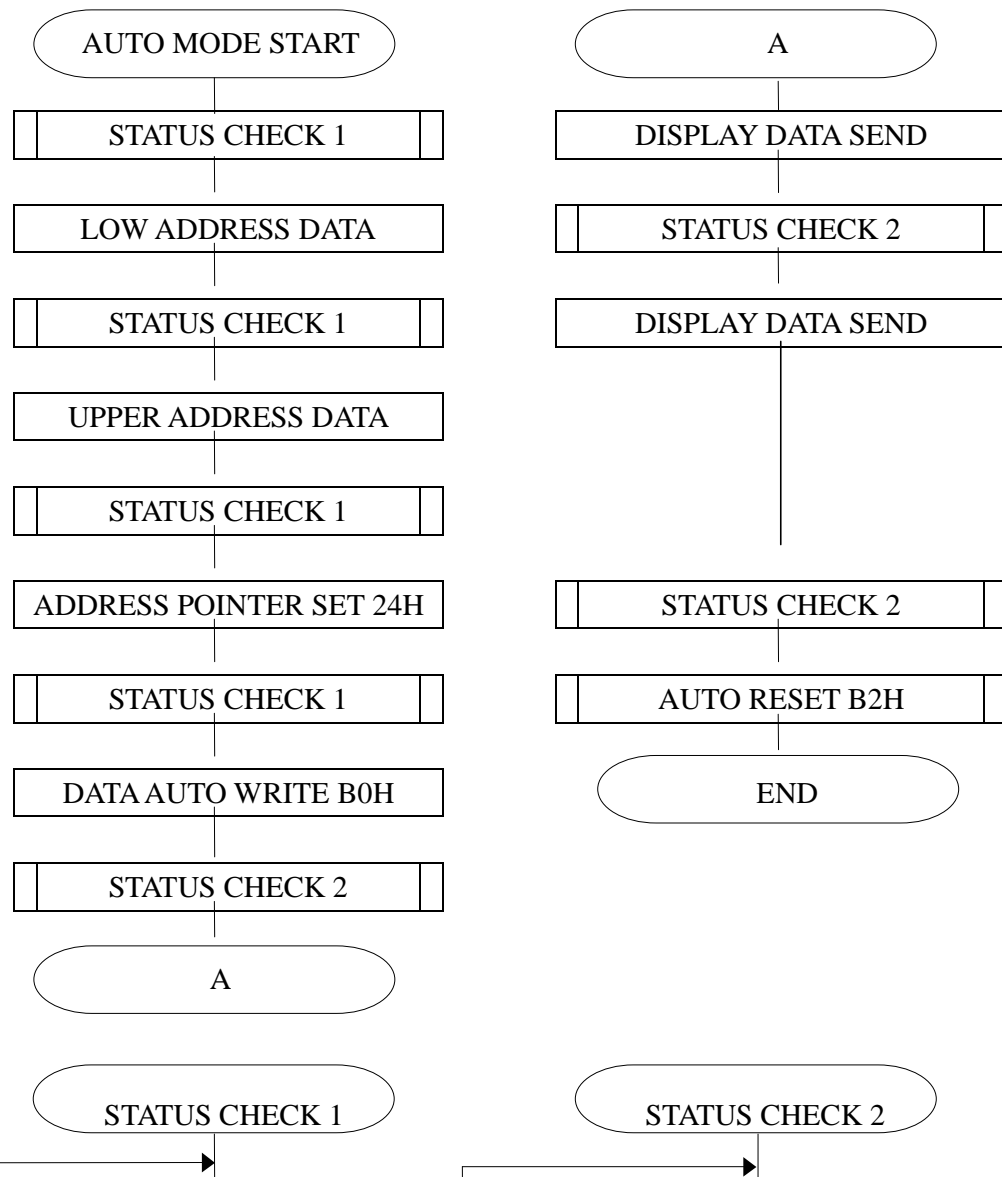 AUTO MODE START
STATUS CHECK 1
LOW ADDRESS DATA
STATUS CHECK 1
UPPER ADDRESS DATA
STATUS CHECK 1
ADDRESS POINTER SET 24H
STATUS CHECK 1
DATA AUTO WRITE B0H
STATUS CHECK 2
A
A
DISPLAY DATA SEND
STATUS CHECK 2
DISPLAY DATA SEND
STATUS CHECK 2
AUTO RESET B2H
END
STATUS CHECK 1
STATUS CHECK 2